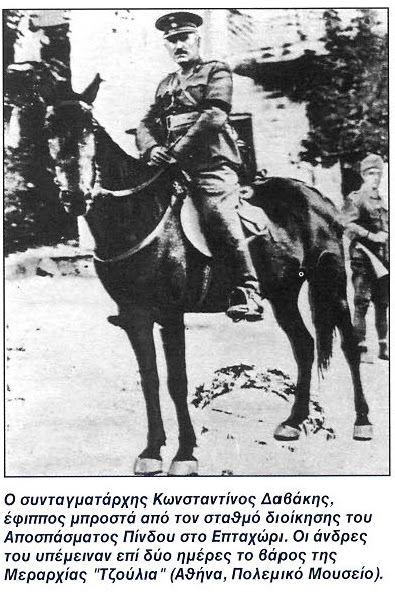 Ο συνταγματάρχης Κωνσταντίνος Δαβάκης,
έφιππος μπροστά από τον σταθμό διοίκησης του
Αποσπάσματος Πίνδου στο Επταχώρι. Οι άνδρες
του υπέμειναν επί δύο ημέρες το βάρος της
Μεραρχίας "Τζούλια" (Αθήνα, Πολεμικό Μουσείο).